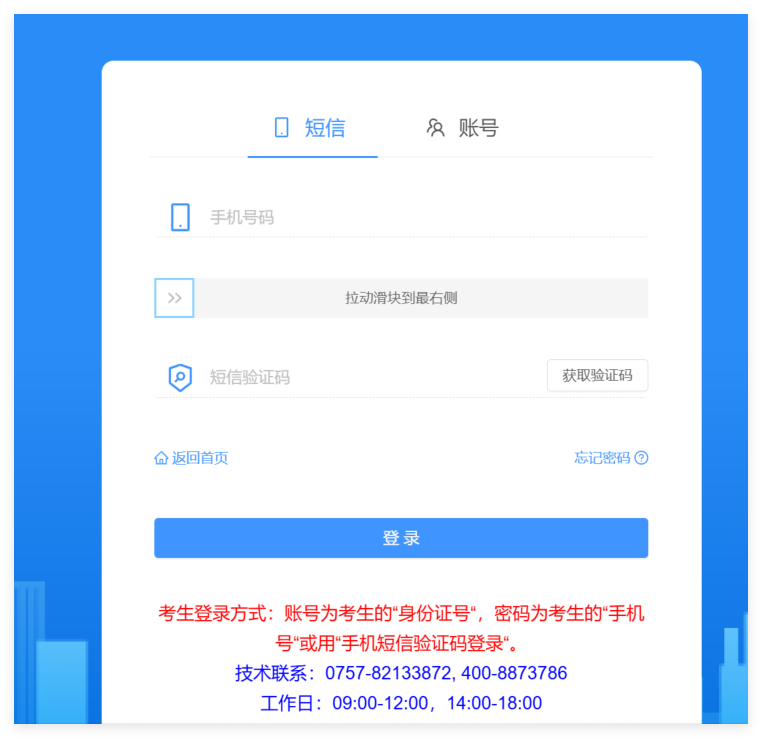 短信 账号
手机号码
>> 拉动滑块到最右侧
短信验证码 获取验证码
返回首页 忘记密码
登录
考生登录方式：账号为考生的“身份证号“，密码为考生的“手机
号“或用“手机短信验证码登录“。
技术联系：0757-82133872, 400-8873786
工作日：09:00-12:00，14:00-18:00